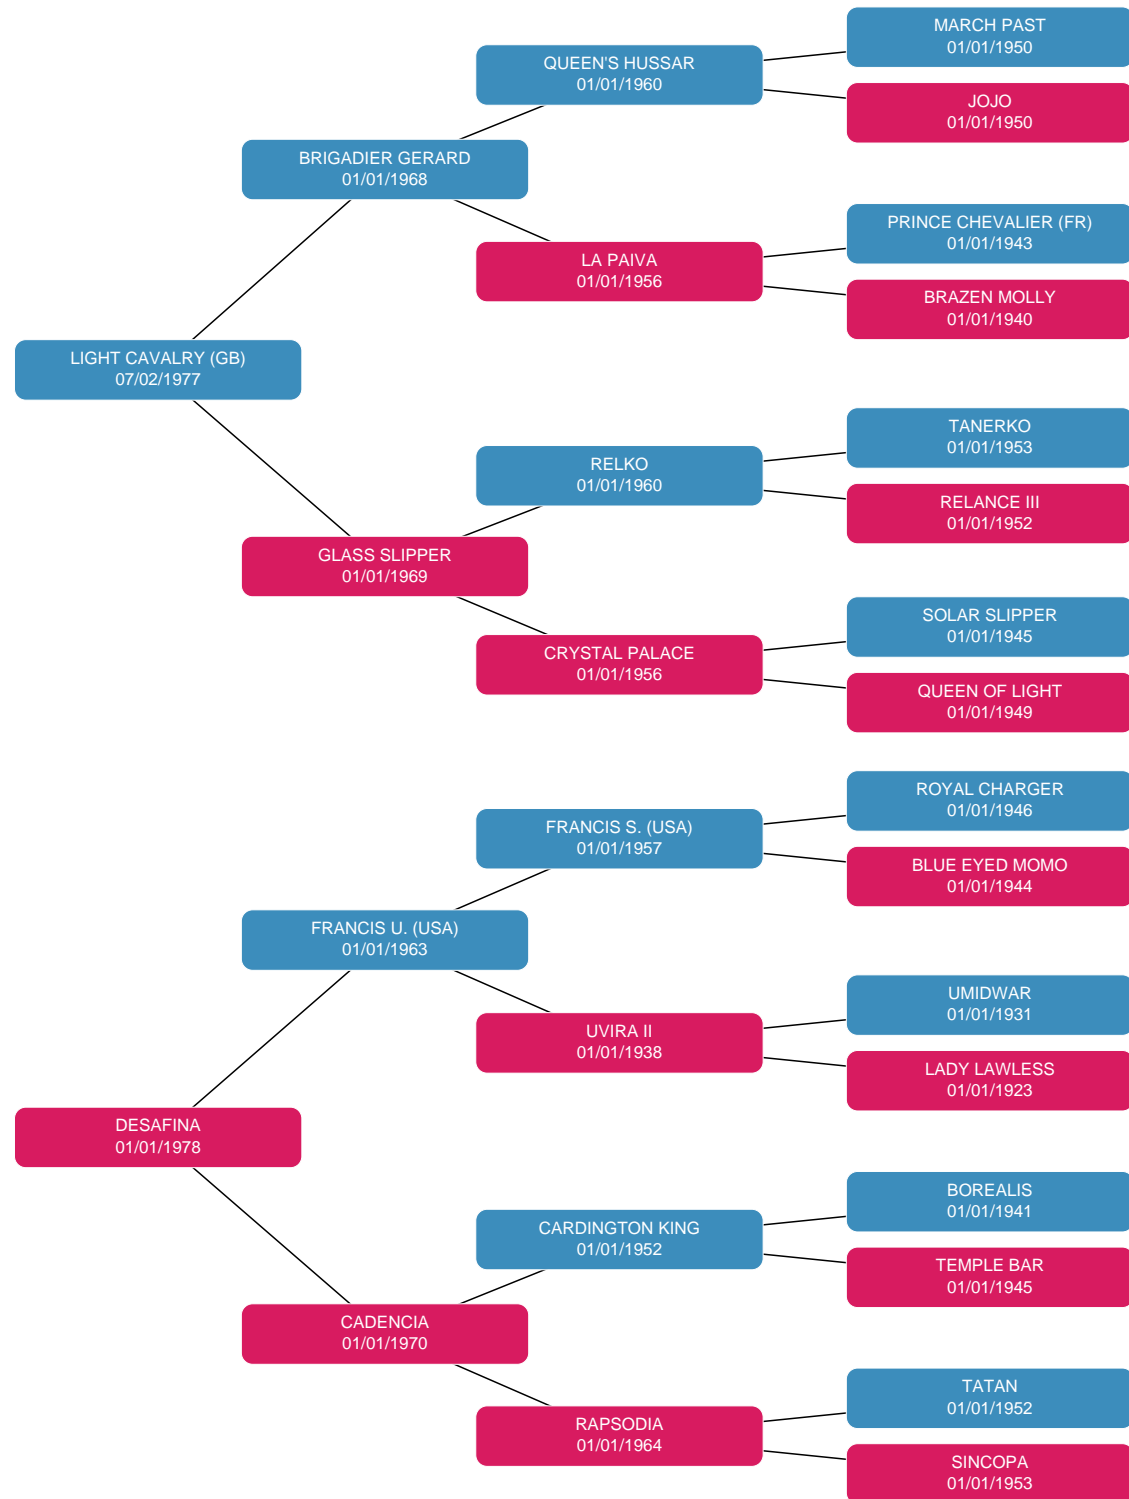 MARCH PAST
01/01/1950
QUEEN'S HUSSAR
01/01/1960
JOJO
01/01/1950
BRIGADIER GERARD
01/01/1968
PRINCE CHEVALIER (FR)
01/01/1943
LA PAIVA
01/01/1956
BRAZEN MOLLY
01/01/1940
LIGHT CAVALRY (GB)
07/02/1977
TANERKO
01/01/1953
RELKO
01/01/1960
RELANCE III
01/01/1952
GLASS SLIPPER
01/01/1969
SOLAR SLIPPER
01/01/1945
CRYSTAL PALACE
01/01/1956
QUEEN OF LIGHT
01/01/1949
ROYAL CHARGER
01/01/1946
FRANCIS S. (USA)
01/01/1957
BLUE EYED MOMO
01/01/1944
FRANCIS U. (USA)
01/01/1963
UMIDWAR
01/01/1931
UVIRA II
01/01/1938
LADY LAWLESS
01/01/1923
DESAFINA
01/01/1978
BOREALIS
01/01/1941
CARDINGTON KING
01/01/1952
TEMPLE BAR
01/01/1945
CADENCIA
01/01/1970
TATAN
01/01/1952
RAPSODIA
01/01/1964
SINCOPA
01/01/1953